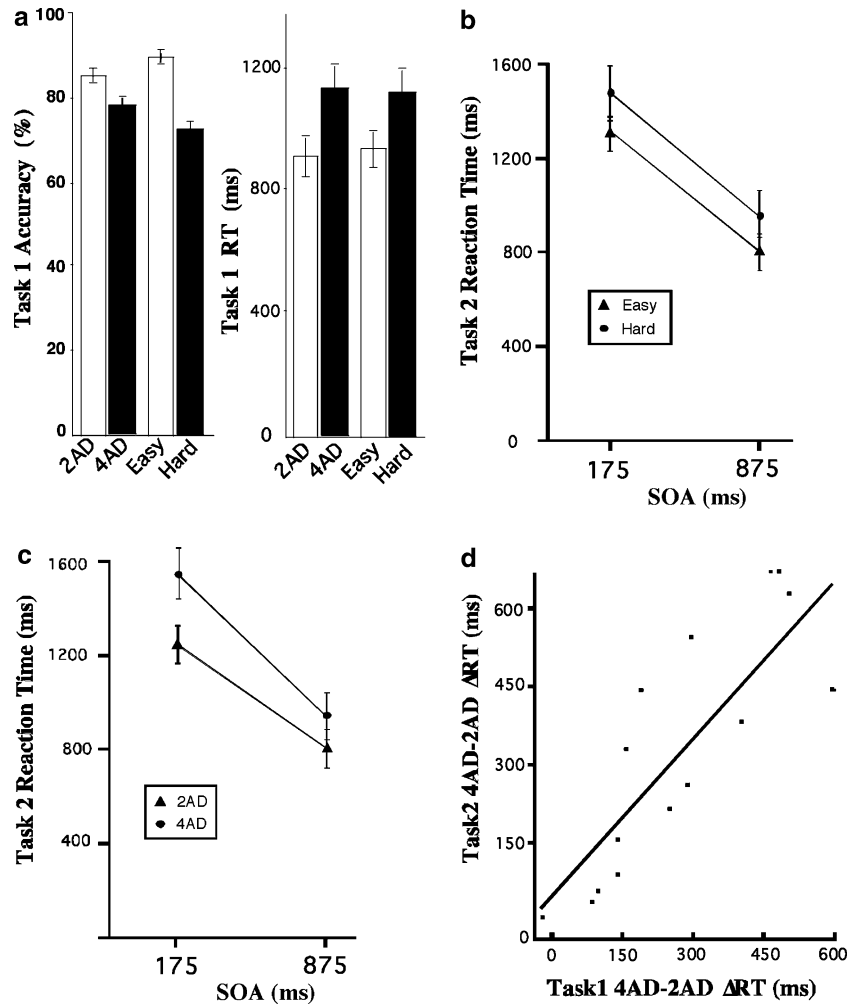 a
100
80
60
40
20
0
Task 1 Accuracy (%)
2AD
4AD
Easy
Hard
1200
800
400
0
Task 1 RT (ms)
2AD
4AD
Easy
Hard
b
1600
1200
800
400
0
Task 2 Reaction Time (ms)
Easy
Hard
175 875
SOA (ms)
c
1600
1200
800
400
Task 2 Reaction Time (ms)
2AD
4AD
175 875
SOA (ms)
d
600
450
300
150
0
Task2 4AD-2AD ΔRT (ms)
0 150 300 450 600
Task1 4AD-2AD ΔRT (ms)